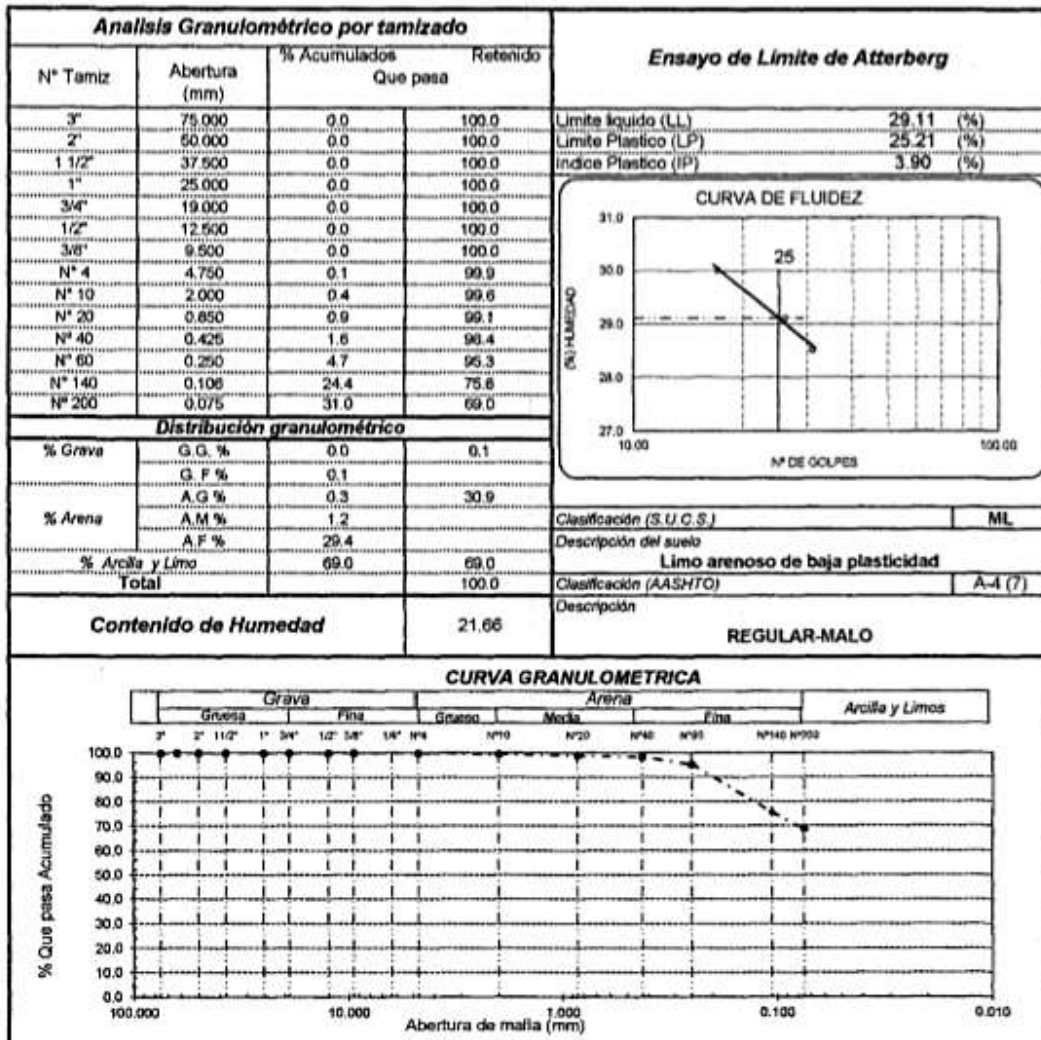 Analisis Granulométrico por tamizado
N° Tamiz Abertura (mm) % Acumulados Retenido
Que pasa
3" 75.000 0.0 100.0
2" 50.000 0.0 100.0
1 1/2" 37.500 0.0 100.0
1" 25.000 0.0 100.0
3/4" 19.000 0.0 100.0
1/2" 12.500 0.0 100.0
3/8" 9.500 0.0 100.0
N° 4 4.750 0.1 99.9
N° 10 2.000 0.4 99.6
N° 20 0.850 0.9 99.1
N° 40 0.425 1.6 98.4
N° 60 0.250 4.7 95.3
N° 140 0.106 24.4 75.6
N° 200 0.075 31.0 69.0
Distribución granulométrico
% Grava G.G. % 0.0 0.1
G. F % 0.1
A.G % 0.3 30.9
% Arena A.M % 1.2
A.F % 29.4
% Arcilla y Limo 69.0 69.0
Total 100.0
Contenido de Humedad 21.66
Ensayo de Límite de Atterberg
Limite liquido (LL) 29.11 (%)
Limite Plastico (LP) 25.21 (%)
Indice Plastico (IP) 3.90 (%)
CURVA DE FLUIDEZ
31.0
25
30.0
29.0
28.0
27.0
(%) HUMEDAD
10.00 100.00
N° DE GOLPES
Clasificación (S.U.C.S.) ML
Descripción del suelo
Limo arenoso de baja plasticidad
Clasificación (AASHTO) A-4 (7)
Descripción
REGULAR-MALO
CURVA GRANULOMETRICA
Grava Arena Arcilla y Limos
Gruesa Fina Grueso Media Fina
3" 2" 11/2" 1" 3/4" 1/2" 3/8" 1/4" N°4 N°10 N°20 N°40 N°140
100.0
90.0
80.0
70.0
60.0
50.0
40.0
30.0
20.0
10.0
0.0
% Que pasa Acumulado
100.000 10.000 1.000 0.100 0.010
Abertura de malla (mm)